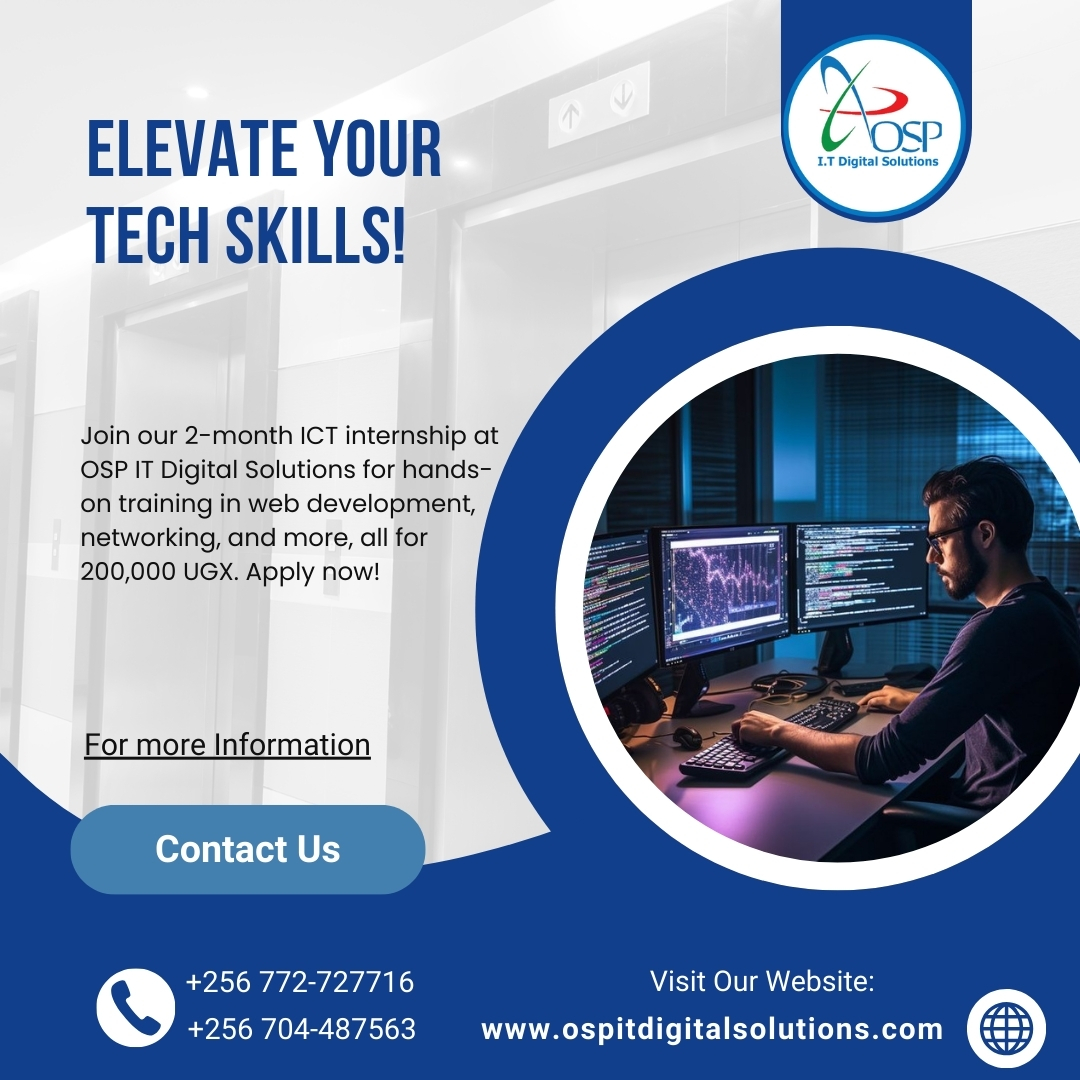 OSP
I.T Digital Solutions
ELEVATE YOUR
TECH SKILLS!
Join our 2-month ICT internship at
OSP IT Digital Solutions for hands-
on training in web development,
networking, and more, all for
200,000 UGX. Apply now!
For more Information
Contact Us
+256 772-727716
+256 704-487563
Visit Our Website:
www.ospitdigitalsolutions.com